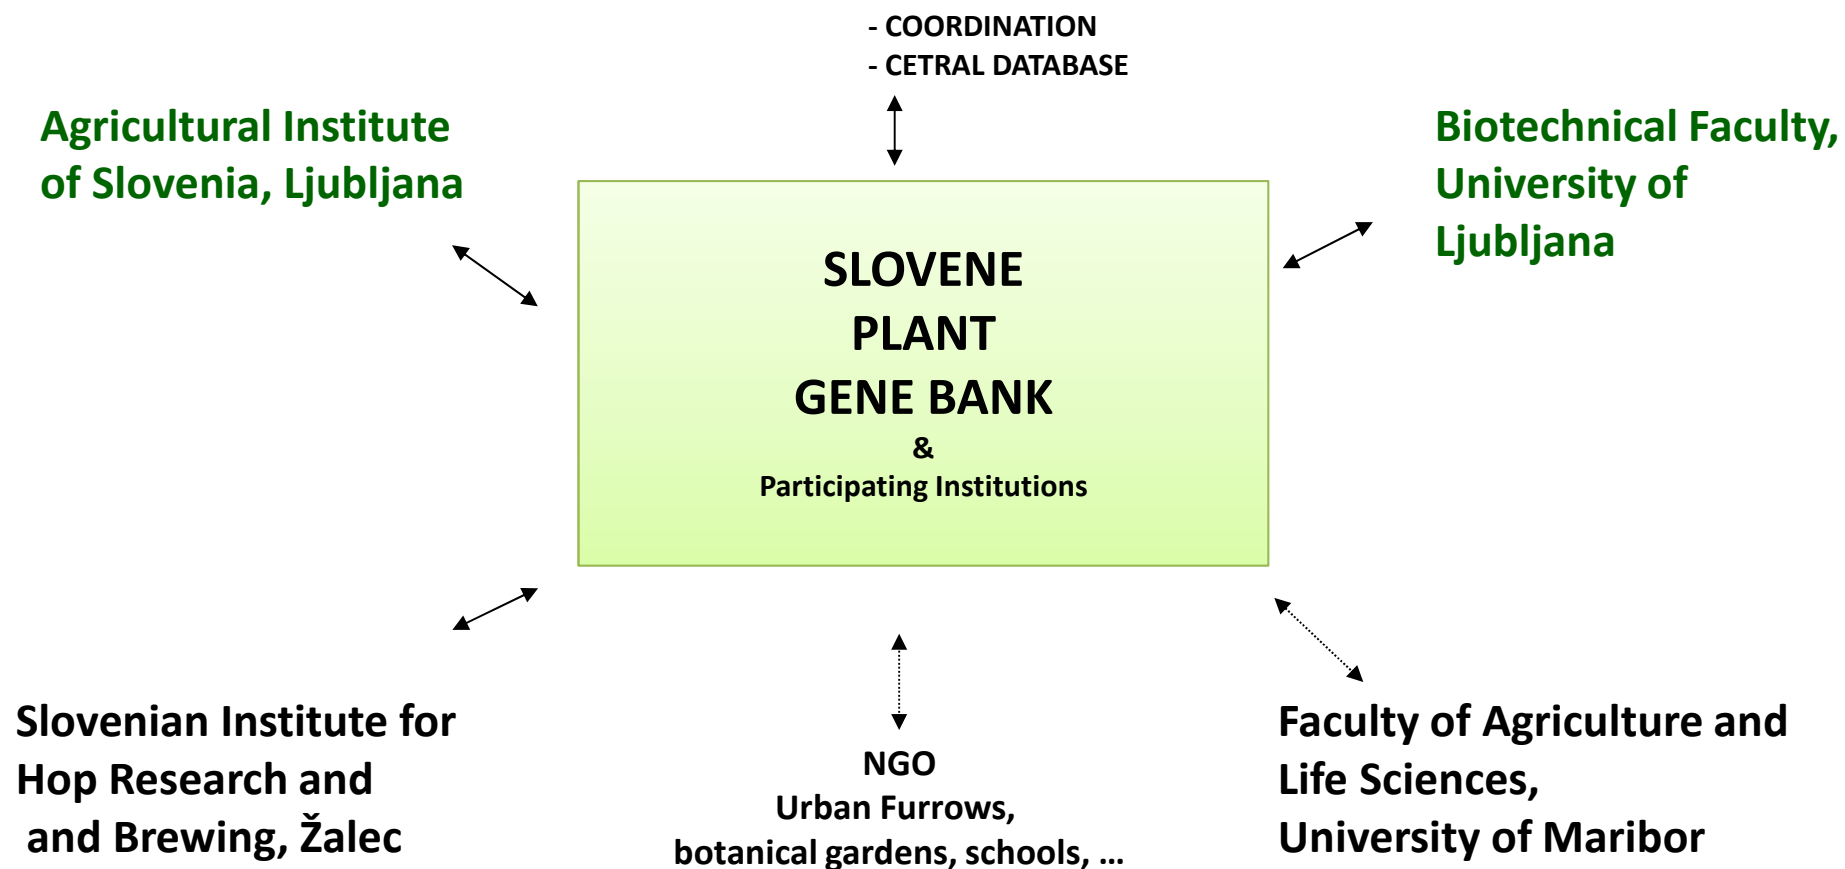 - COORDINATION
- CETRAL DATABASE
Agricultural Institute
of Slovenia, Ljubljana
Biotechnical Faculty,
University of
Ljubljana
SLOVENE
PLANT
GENE BANK
&
Participating Institutions
Slovenian Institute for
Hop Research and
and Brewing, Žalec
NGO
Urban Furrows,
botanical gardens, schools, ...
Faculty of Agriculture and
Life Sciences,
University of Maribor